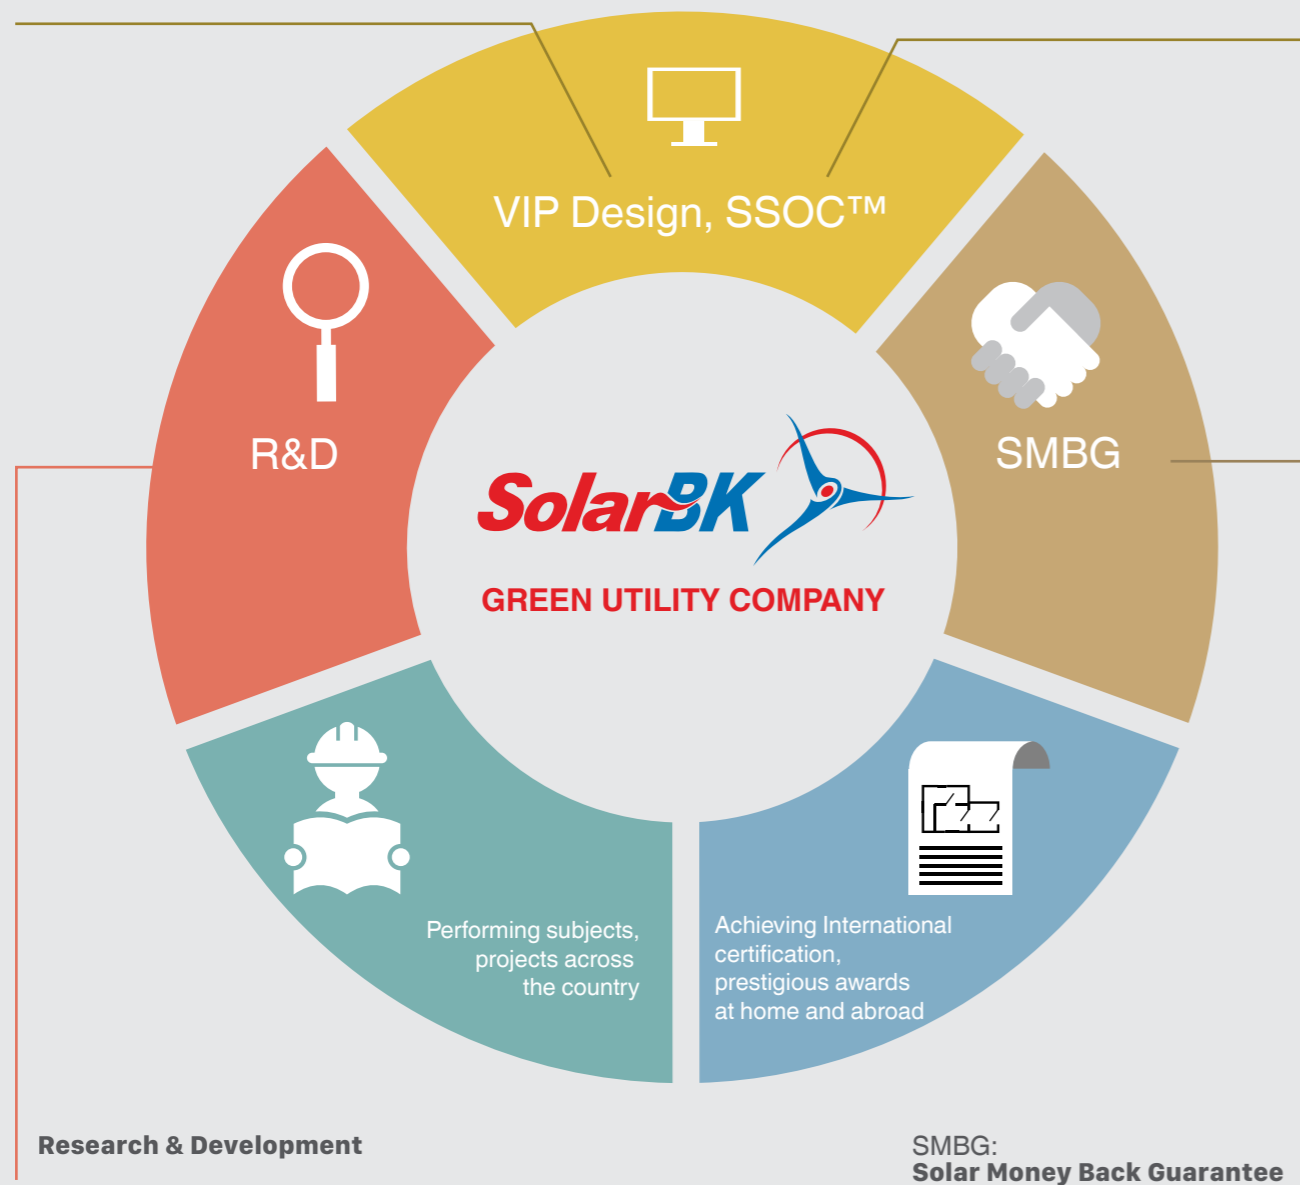 VIP Design, SSOC™
R&D
SMBG
SolarBK
GREEN UTILITY COMPANY
Performing subjects,
projects across
the country
Achieving International
certification,
prestigious awards
at home and abroad
Research & Development
SMBG:
Solar Money Back Guarantee